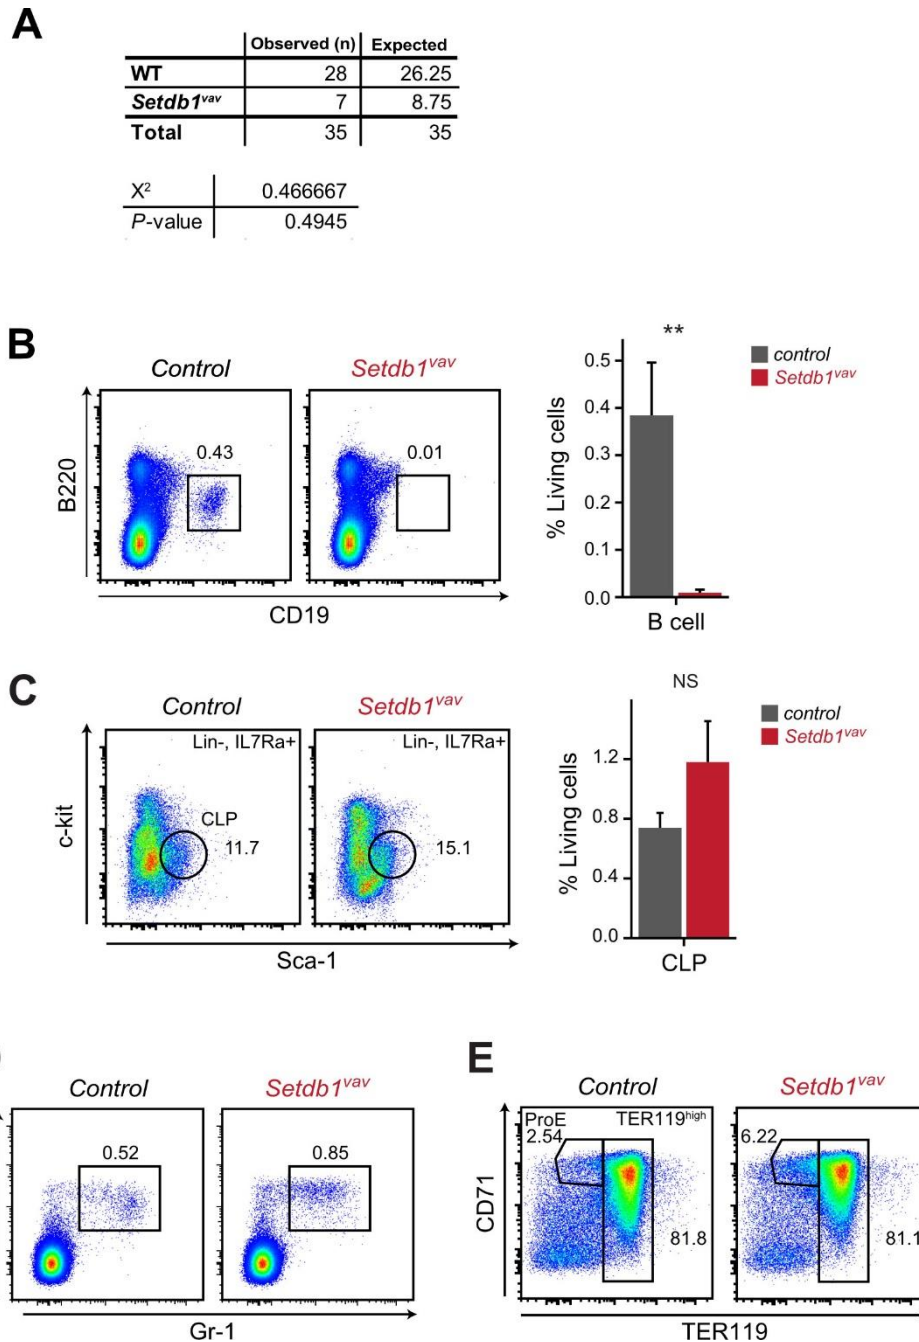 A
Observed (n) Expected
WT 28 26.25
Setdb1vav 7 8.75
Total 35 35
X2 0.466667
P-value 0.4945
B
Control Setdb1vav
0.43 0.01
B220
CD19
**
% Living cells
0.5
0.4
0.3
0.2
0.1
0.0
B cell
control
Setdb1vav
C
Control Setdb1vav
Lin-, IL7Ra+ Lin-, IL7Ra+
CLP
11.7 15.1
c-kit
Sca-1
NS
% Living cells
1.2
0.8
0.4
0.0
CLP
control
Setdb1vav
Control Setdb1vav
0.52 0.85
Gr-1
E
Control Setdb1vav
ProE TER119high
2.54 6.22
81.8 81.1
CD71
TER119